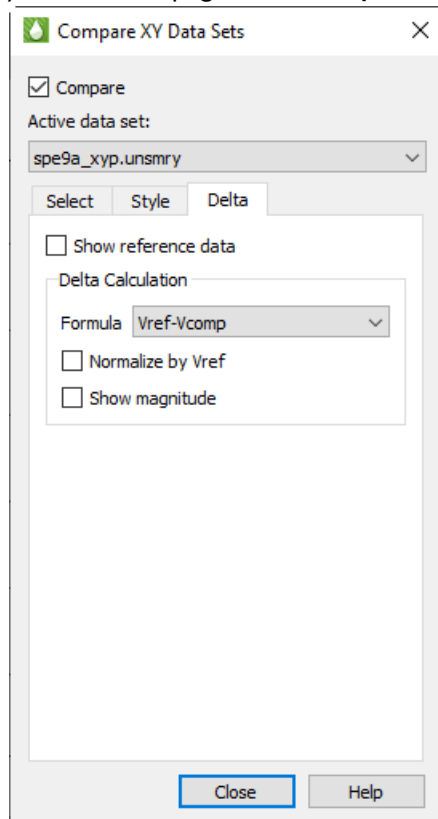 Compare XY Data Sets
Compare
Active data set:
spe9a_xyp.unsmry
Select Style Delta
Show reference data
Delta Calculation
Formula Vref-Vcomp
Normalize by Vref
Show magnitude
Close Help